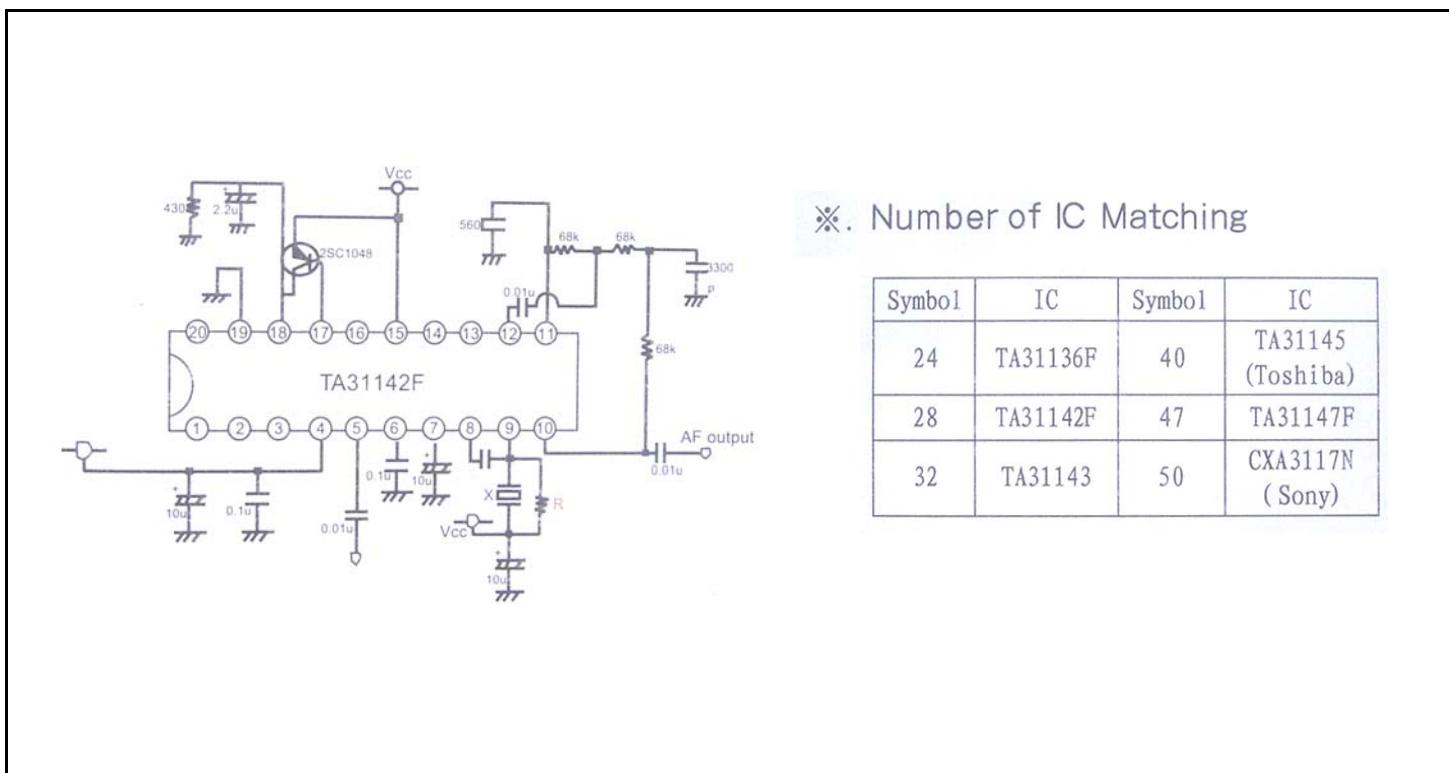 Vcc
430
+
2.2u
2SC1048
560
68k
68k
3300
p
0.01u
68k
20 19 18 17 16 15 14 13 12 11
TA31142F
1 2 3 4 5 6 7 8 9 10
AF output
0.01u
+
10u
0.1u
0.01u
0.1u
+
10u
X
R
Vcc
+
10u
※. Number of IC Matching
Symbol IC Symbol IC
24 TA31136F 40 TA31145
(Toshiba)
28 TA31142F 47 TA31147F
32 TA31143 50 CXA3117N
( Sony)